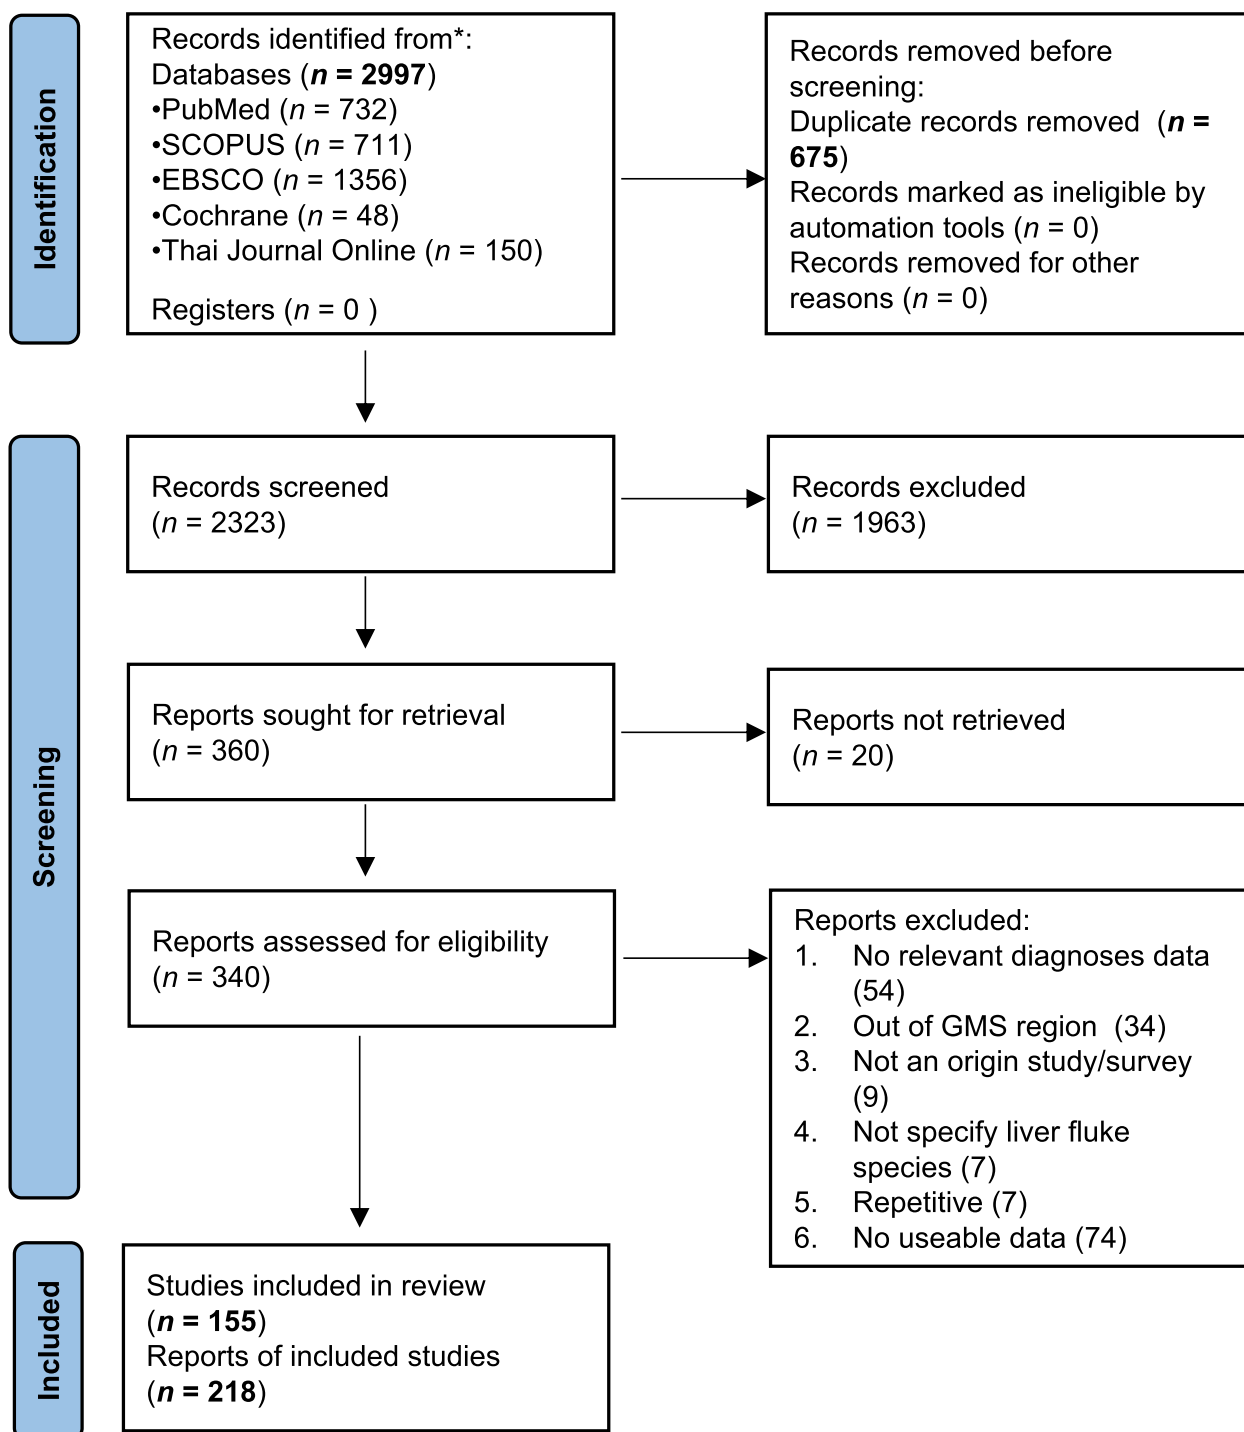 Identification
Records identified from*:
Databases (n = 2997)
•PubMed (n = 732)
•SCOPUS (n = 711)
•EBSCO (n = 1356)
•Cochrane (n = 48)
•Thai Journal Online (n = 150)
Registers (n = 0 )
Records removed before
screening:
Duplicate records removed  (n =
675)
Records marked as ineligible by
automation tools (n = 0)
Records removed for other
reasons (n = 0)
Screening
Records screened
(n = 2323)
Records excluded
(n = 1963)
Reports sought for retrieval
(n = 360)
Reports not retrieved
(n = 20)
Reports assessed for eligibility
(n = 340)
Reports excluded:
1. No relevant diagnoses data
(54)
2. Out of GMS region  (34)
3. Not an origin study/survey
(9)
4. Not specify liver fluke
species (7)
5. Repetitive (7)
6. No useable data (74)
Included
Studies included in review
(n = 155)
Reports of included studies
(n = 218)